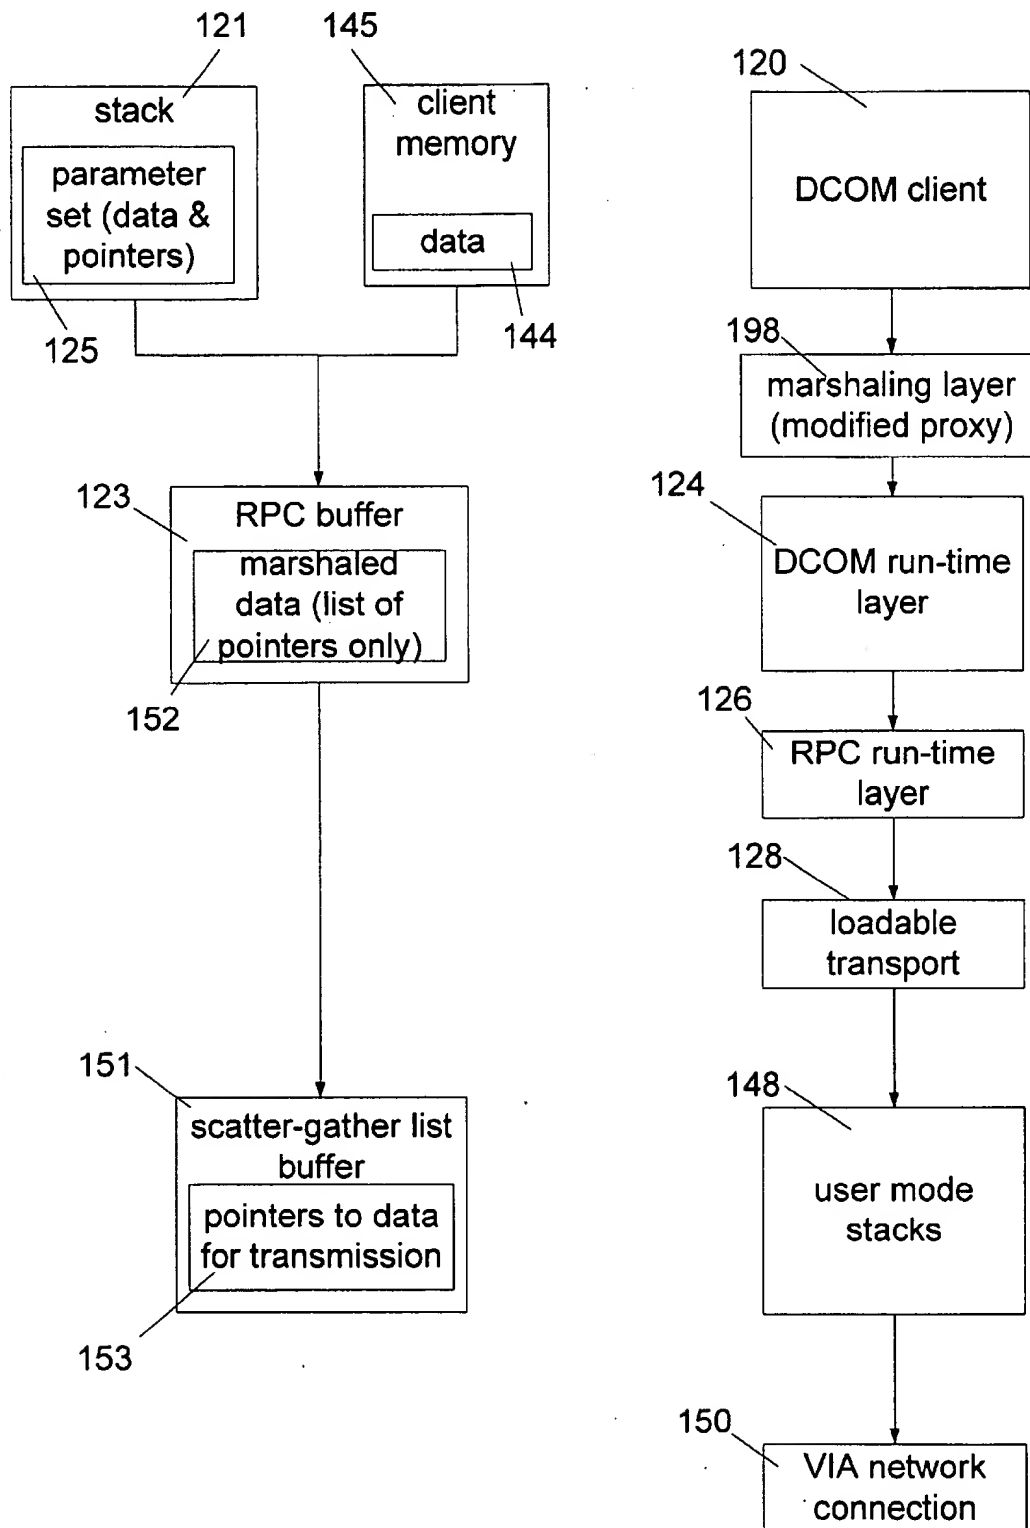 121
145
120
stack
parameter
set (data &
pointers)
125
client
memory
data
144
DCOM client
198
marshaling layer
(modified proxy)
123
RPC buffer
marshaled
data (list of
pointers only)
152
124
DCOM run-time
layer
126
RPC run-time
layer
128
loadable
transport
151
scatter-gather list
buffer
pointers to data
for transmission
153
148
user mode
stacks
150
VIA network
connection